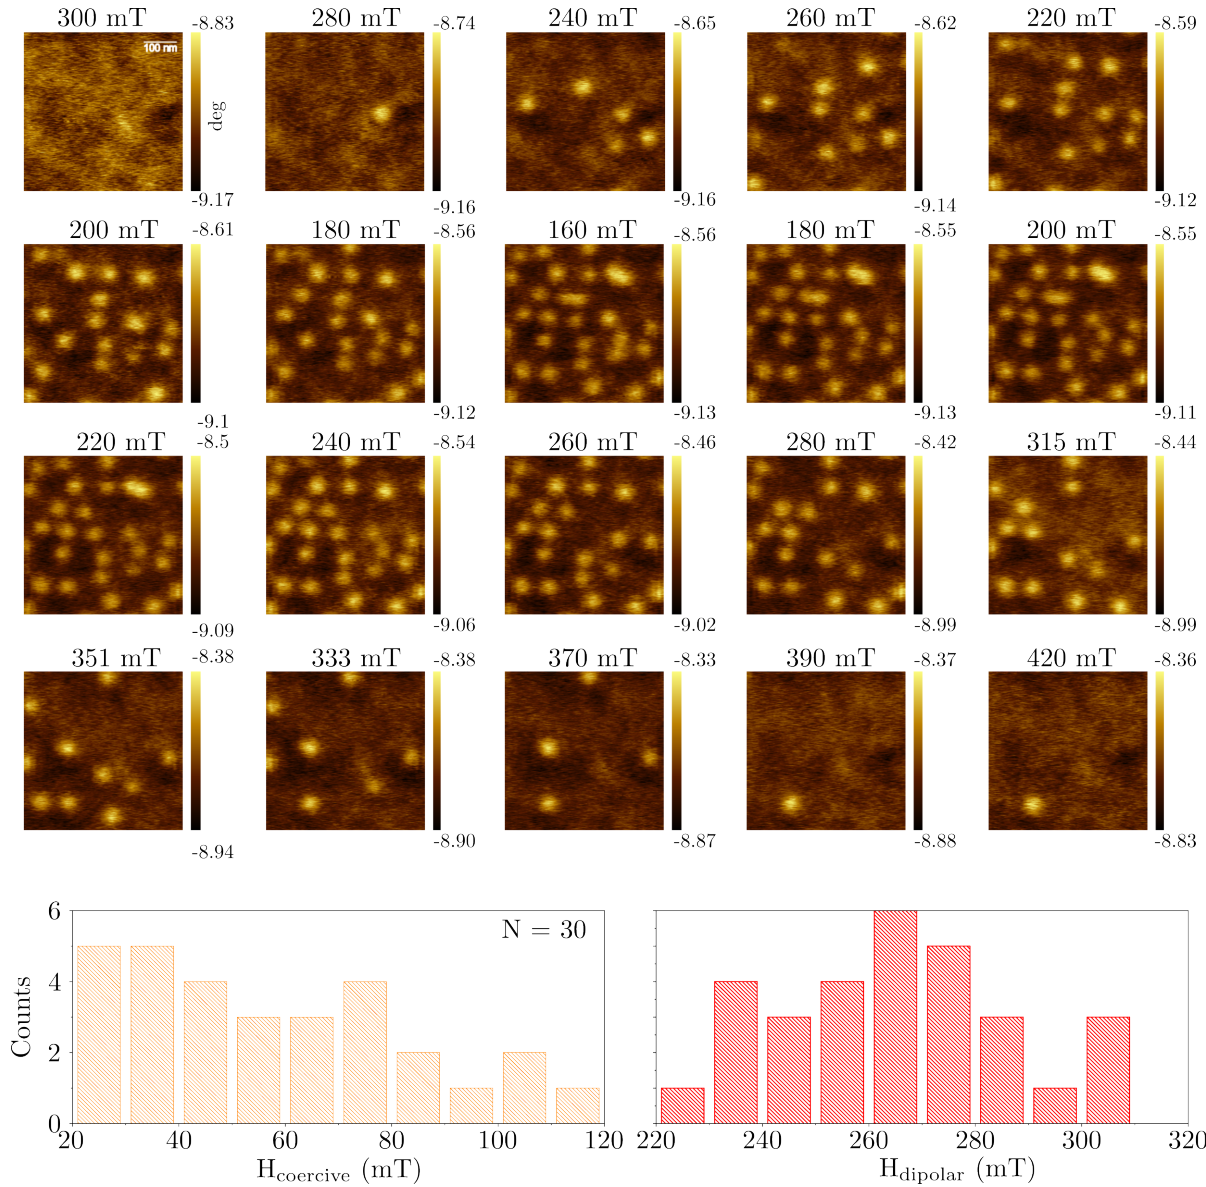 300 mT 280 mT 240 mT 260 mT 220 mT
-8.83 -8.74 -8.65 -8.62 -8.59
100 nm
deg
-9.17 -9.16 -9.16 -9.14 -9.12
200 mT 180 mT 160 mT 180 mT 200 mT
-8.61 -8.56 -8.56 -8.55 -8.55
-9.1 -9.12 -9.13 -9.13 -9.11
220 mT 240 mT 260 mT 280 mT 315 mT
-8.5 -8.54 -8.46 -8.42 -8.44
-9.09 -9.06 -9.02 -8.99 -8.99
351 mT 333 mT 370 mT 390 mT 420 mT
-8.38 -8.38 -8.33 -8.37 -8.36
-8.94 -8.90 -8.87 -8.88 -8.83
6
4
2
0
Counts
N = 30
20 40 60 80 100 120
H_coercive (mT)
220 240 260 280 300 320
H_dipolar (mT)